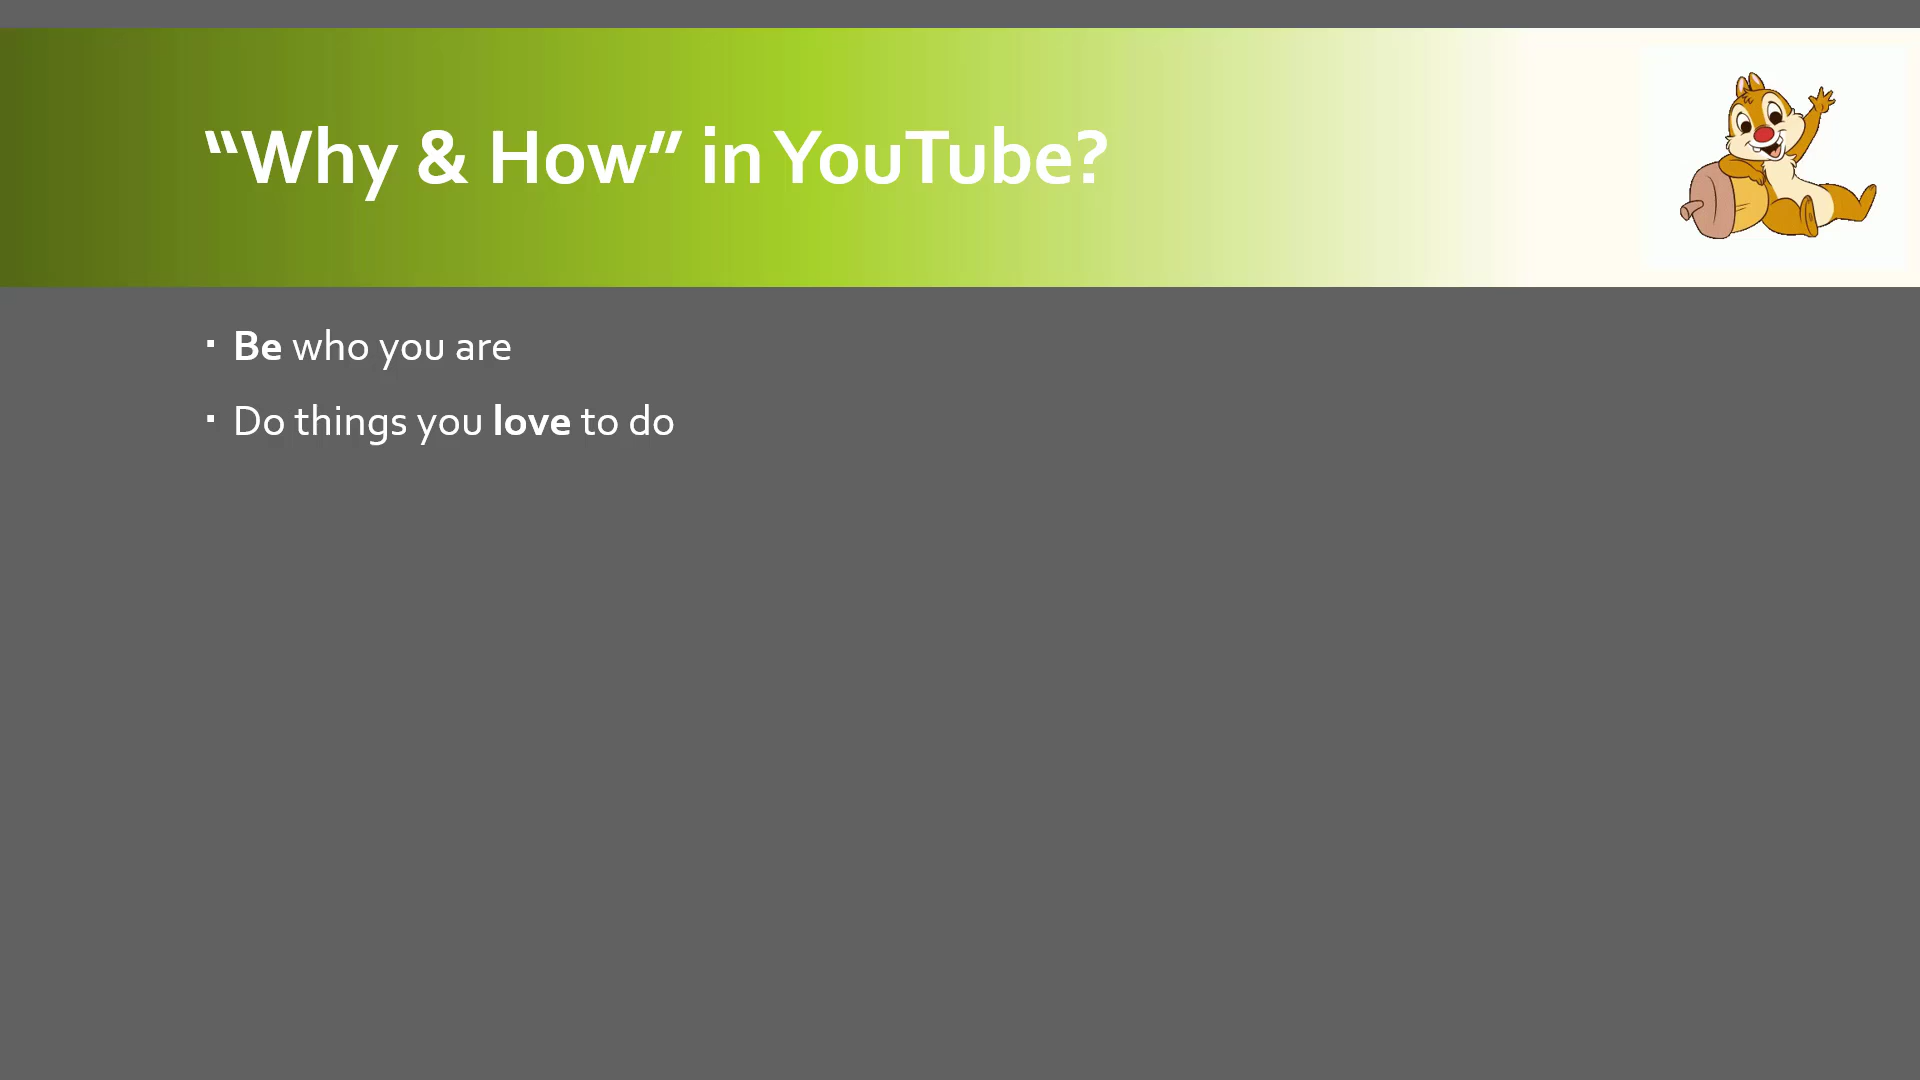 “Why & How” in YouTube?
▪ Be who you are
▪ Do things you love to do